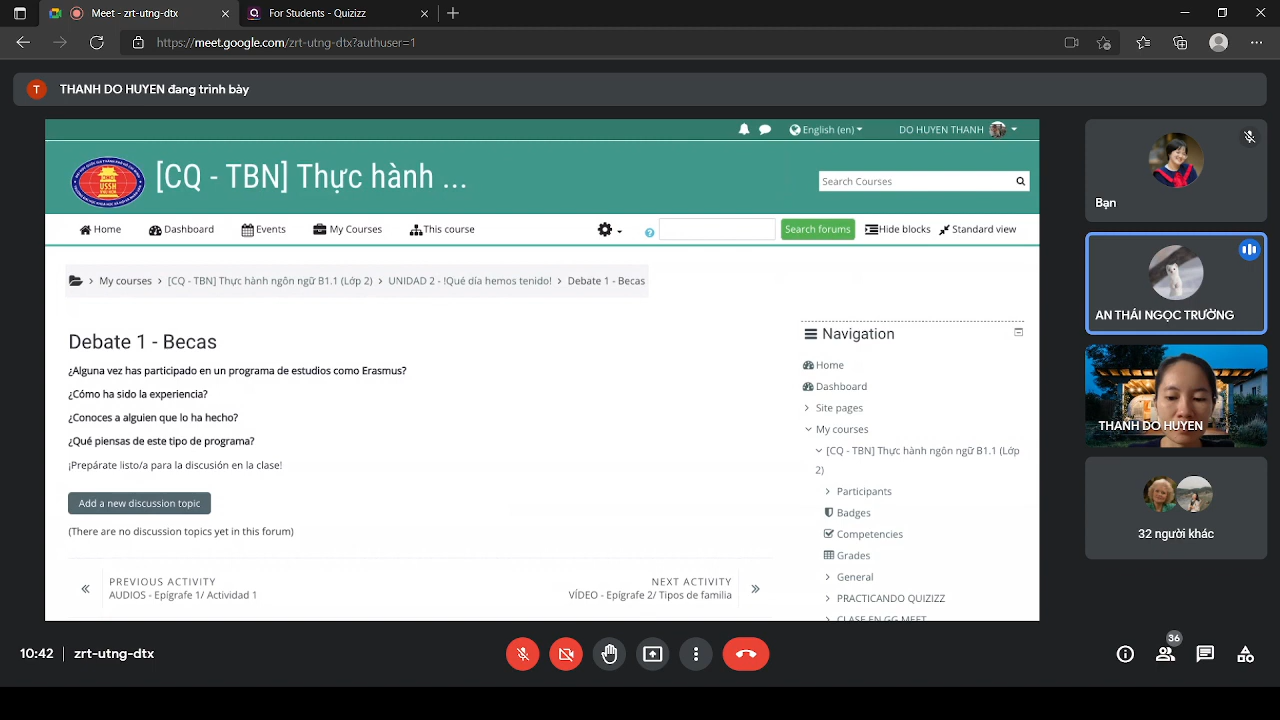 Meet - zrt-utng-dtx
For Students - Quizizz
https://meet.google.com/zrt-utng-dtx?authuser=1
T THANH DO HUYEN đang trình bày
English (en)
DO HUYEN THANH
USSH
[CQ - TBN] Thực hành ...
Search Courses
Home Dashboard Events My Courses This course
Search forums Hide blocks Standard view
My courses > [CQ - TBN] Thực hành ngôn ngữ B1.1 (Lớp 2) > UNIDAD 2 - !Qué día hemos tenido! > Debate 1 - Becas
Debate 1 - Becas
¿Alguna vez has participado en un programa de estudios como Erasmus?
¿Cómo ha sido la experiencia?
¿Conoces a alguien que lo ha hecho?
¿Qué piensas de este tipo de programa?
¡Prepárate listo/a para la discusión en la clase!
Add a new discussion topic
(There are no discussion topics yet in this forum)
PREVIOUS ACTIVITY
AUDIOS - Epígrafe 1/ Actividad 1
NEXT ACTIVITY
VÍDEO - Epígrafe 2/ Tipos de familia
Navigation
Home
Dashboard
Site pages
My courses
[CQ - TBN] Thực hành ngôn ngữ B1.1 (Lớp
2)
Participants
Badges
Competencies
Grades
General
PRACTICANDO QUIZIZZ
CLASE EN GG MEET
Bạn
AN THÁI NGỌC TRƯỜNG
THANH DO HUYEN
32 người khác
10:42 zrt-utng-dtx
36